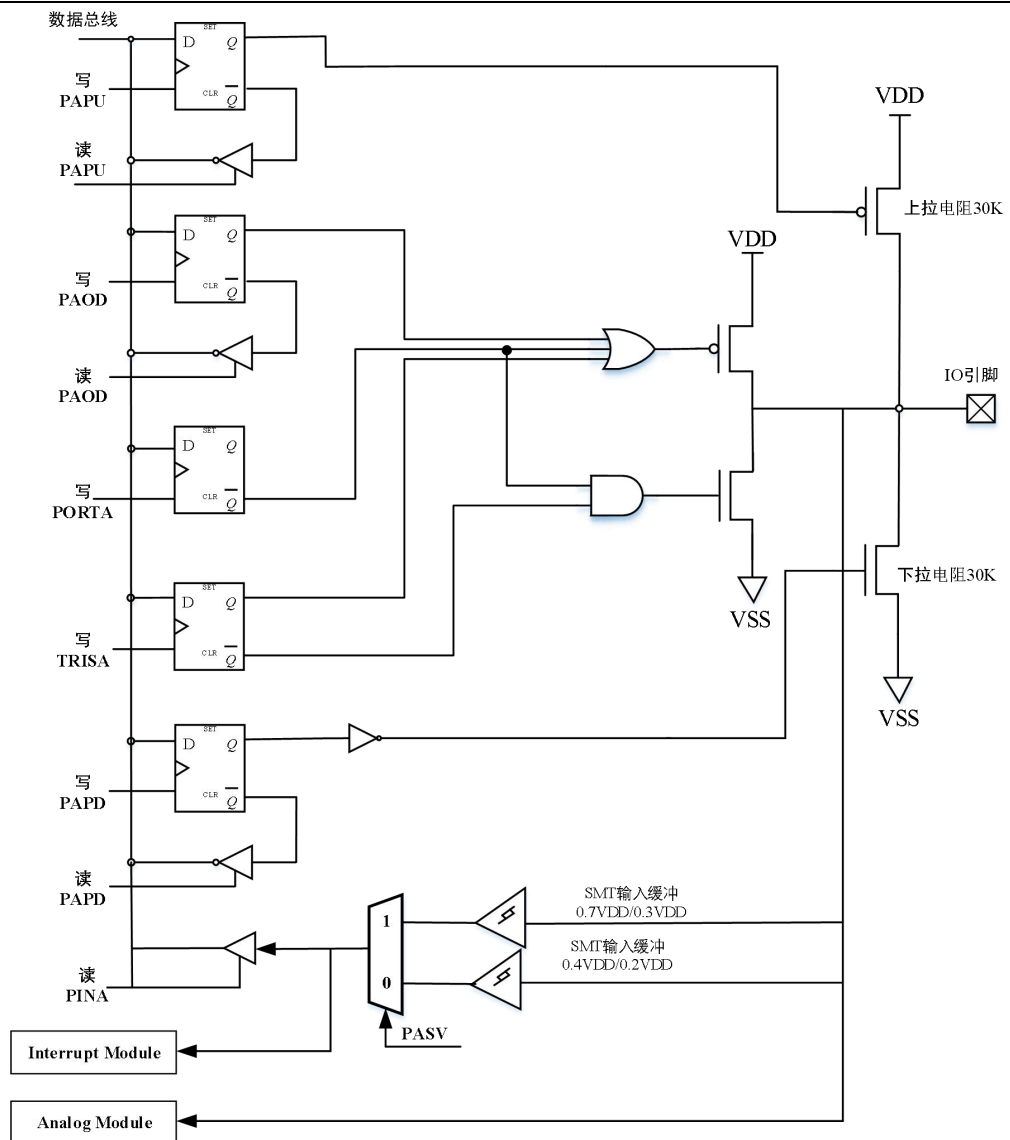 数据总线
SET
D Q
写
PAPU
CLR Q
读
PAPU
VDD
上拉电阻30K
SET
D Q
写
PAOD
CLR Q
VDD
读
PAOD
IO引脚
SET
D Q
写
PORTA
CLR Q
VSS
下拉电阻30K
SET
D Q
写
TRISA
CLR Q
VSS
SET
D Q
写
PAPD
CLR Q
读
PAPD
SMT输入缓冲
0.7VDD/0.3VDD
1
SMT输入缓冲
0.4VDD/0.2VDD
0
读
PINA
PASV
Interrupt Module
Analog Module